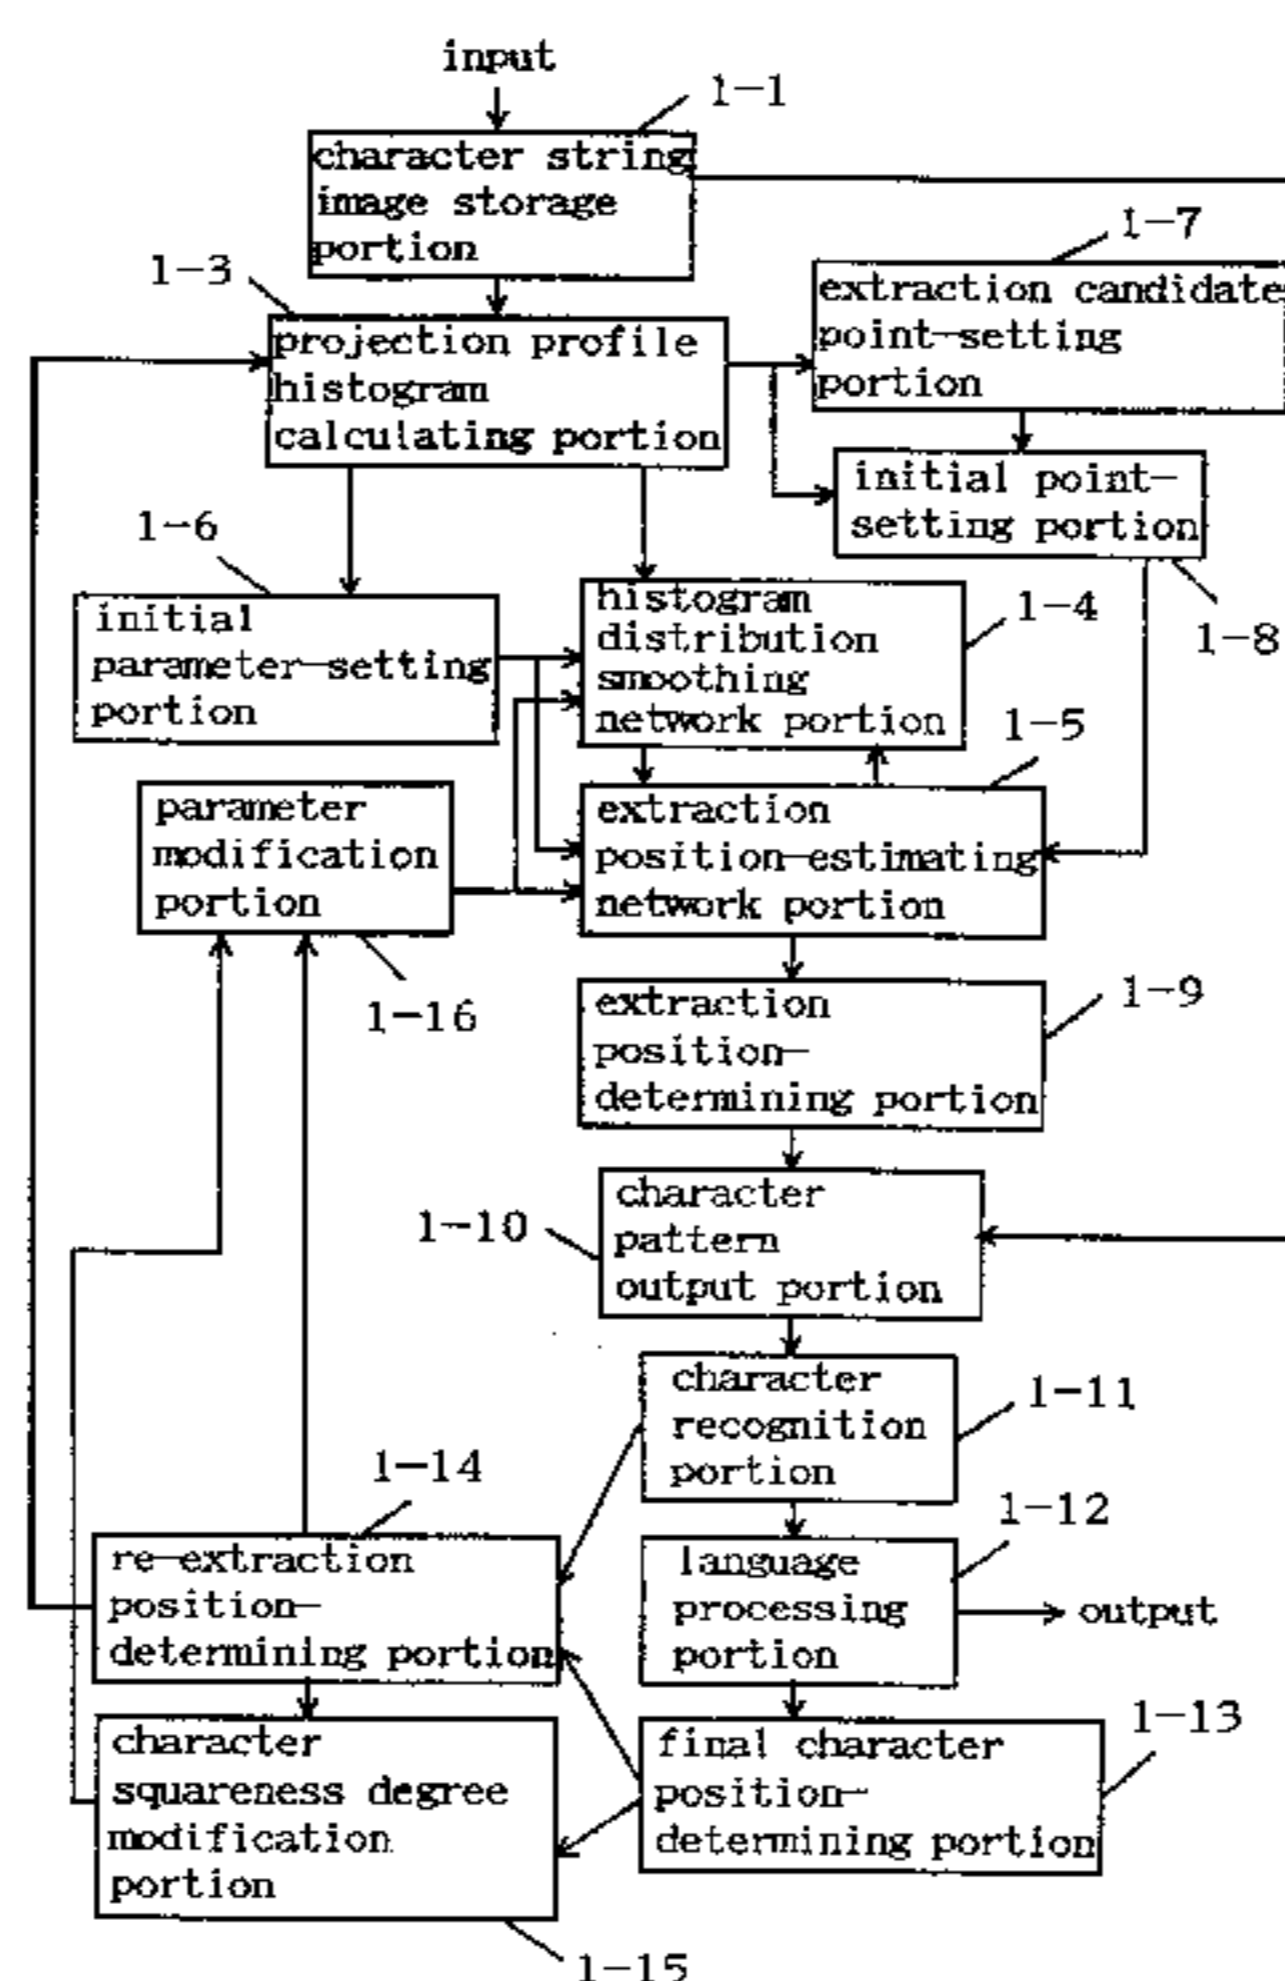 input
1-1
character string
image storage
portion
1-7
1-3
extraction candidate
point-setting
portion
projection profile
histogram
calculating portion
initial point-
setting portion
1-6
1-8
initial
parameter-setting
portion
histogram
distribution
smoothing
network portion
1-4
1-5
parameter
modification
portion
extraction
position-estimating
network portion
1-16
1-9
extraction
position-
determining portion
1-10
character
pattern
output portion
1-11
character
recognition
portion
1-14
1-12
re-extraction
position-
determining portion
language
processing
portion
output
1-13
character
squareness degree
modification
portion
final character
position-
determining portion
1-15